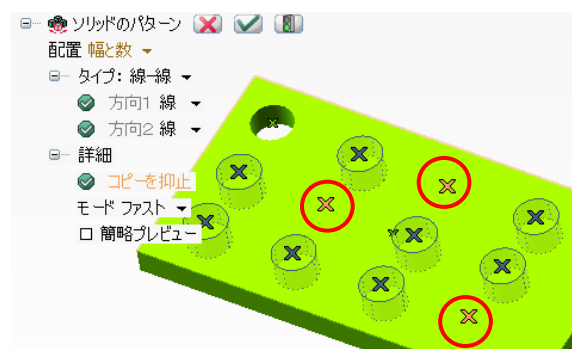 ソリッドのパターン
配置 幅と数
タイプ: 線-線
方向1 線
方向2 線
詳細
コピーを抑止
モード ファスト
簡略プレビュー